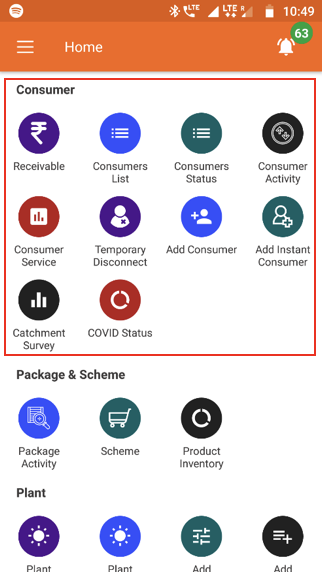 LTE LTE R 10:49
Home 63
Consumer
Receivable Consumers Consumers Consumer
List Status Activity
Consumer Temporary Add Consumer Add Instant
Service Disconnect Consumer
Catchment COVID Status
Survey
Package & Scheme
Package Scheme Product
Activity Inventory
Plant
Plant Plant Add Add